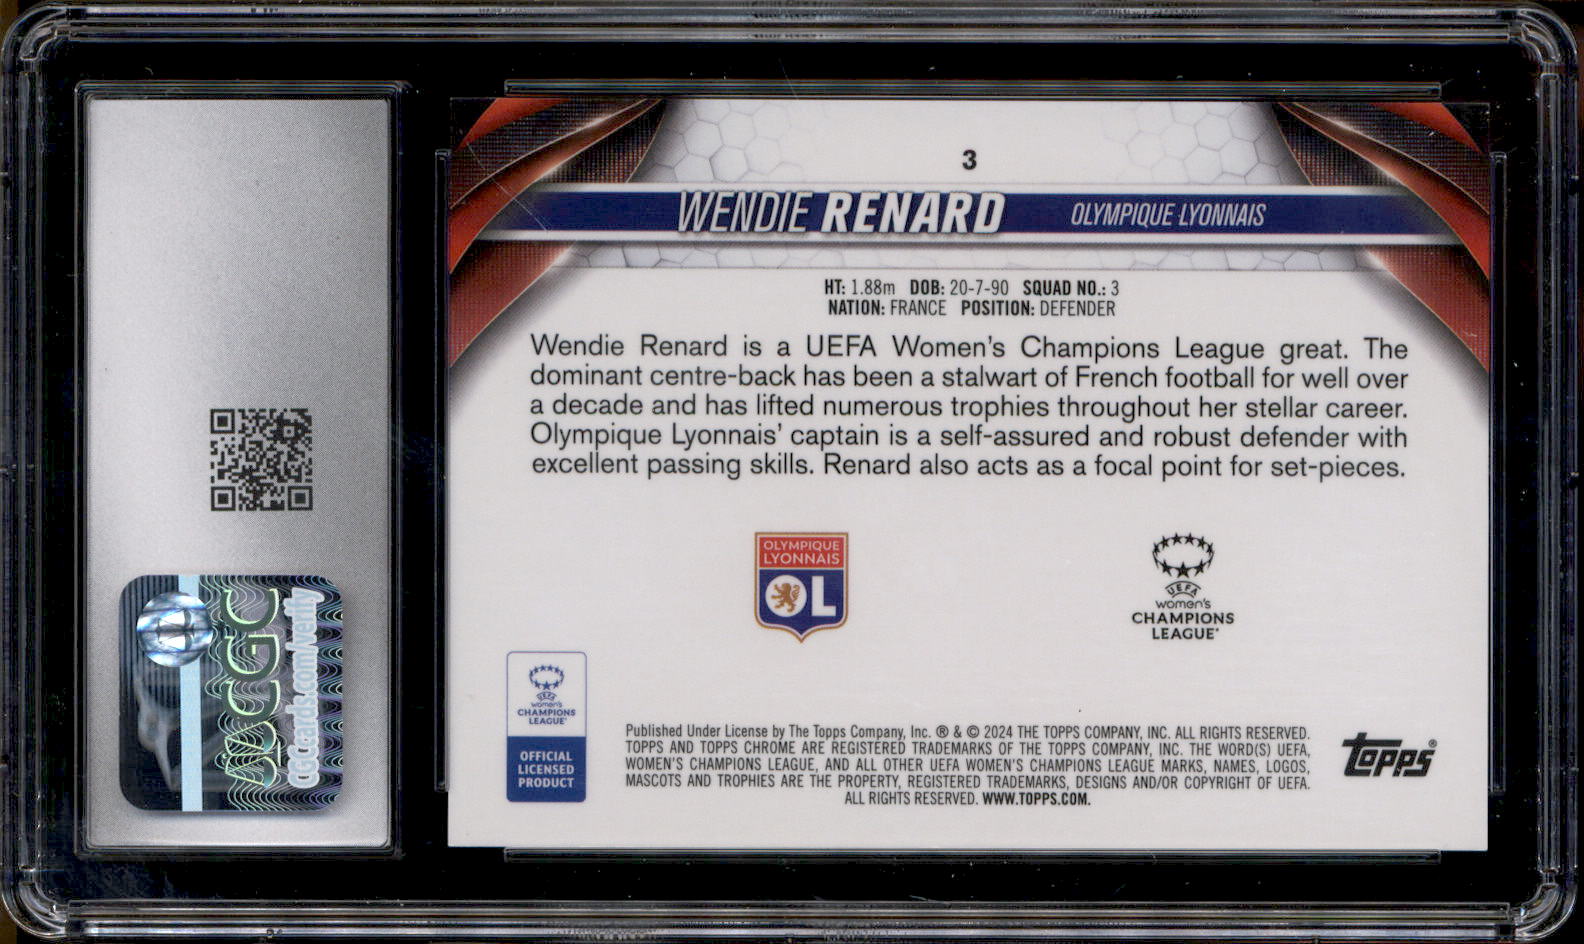 3
WENDIE RENARD OLYMPIQUE LYONNAIS
HT: 1.88m DOB: 20-7-90 SQUAD NO.: 3
NATION: FRANCE POSITION: DEFENDER
Wendie Renard is a UEFA Women's Champions League great. The
dominant centre-back has been a stalwart of French football for well over
a decade and has lifted numerous trophies throughout her stellar career.
Olympique Lyonnais' captain is a self-assured and robust defender with
excellent passing skills. Renard also acts as a focal point for set-pieces.
OLYMPIQUE
LYONNAIS
OL
UEFA
women's
CHAMPIONS
LEAGUE
UEFA
women's
CHAMPIONS
LEAGUE
OFFICIAL
LICENSED
PRODUCT
Published Under License by The Topps Company, Inc. ® & © 2024 THE TOPPS COMPANY, INC. ALL RIGHTS RESERVED.
TOPPS AND TOPPS CHROME ARE REGISTERED TRADEMARKS OF THE TOPPS COMPANY, INC. THE WORD(S) UEFA,
WOMEN'S CHAMPIONS LEAGUE, AND ALL OTHER UEFA WOMEN'S CHAMPIONS LEAGUE MARKS, NAMES, LOGOS,
MASCOTS AND TROPHIES ARE THE PROPERTY, REGISTERED TRADEMARKS, DESIGNS AND/OR COPYRIGHT OF UEFA.
ALL RIGHTS RESERVED. WWW.TOPPS.COM.
topps®
CGC
CGCcards.com/verify